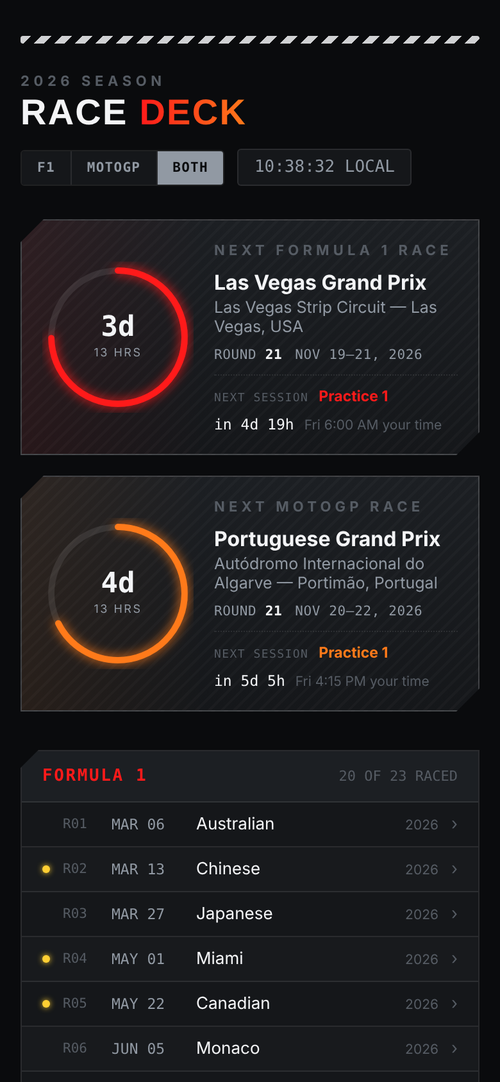 2026 SEASON
RACE DECK
F1 MOTOGP BOTH 10:38:32 LOCAL
NEXT FORMULA 1 RACE
Las Vegas Grand Prix
Las Vegas Strip Circuit — Las
Vegas, USA
ROUND 21 NOV 19–21, 2026
3d
13 HRS
NEXT SESSION Practice 1
in 4d 19h Fri 6:00 AM your time
NEXT MOTOGP RACE
Portuguese Grand Prix
Autódromo Internacional do
Algarve — Portimão, Portugal
ROUND 21 NOV 20–22, 2026
4d
13 HRS
NEXT SESSION Practice 1
in 5d 5h Fri 4:15 PM your time
FORMULA 1 20 OF 23 RACED
R01 MAR 06 Australian 2026 ›
R02 MAR 13 Chinese 2026 ›
R03 MAR 27 Japanese 2026 ›
R04 MAY 01 Miami 2026 ›
R05 MAY 22 Canadian 2026 ›
R06 JUN 05 Monaco 2026 ›